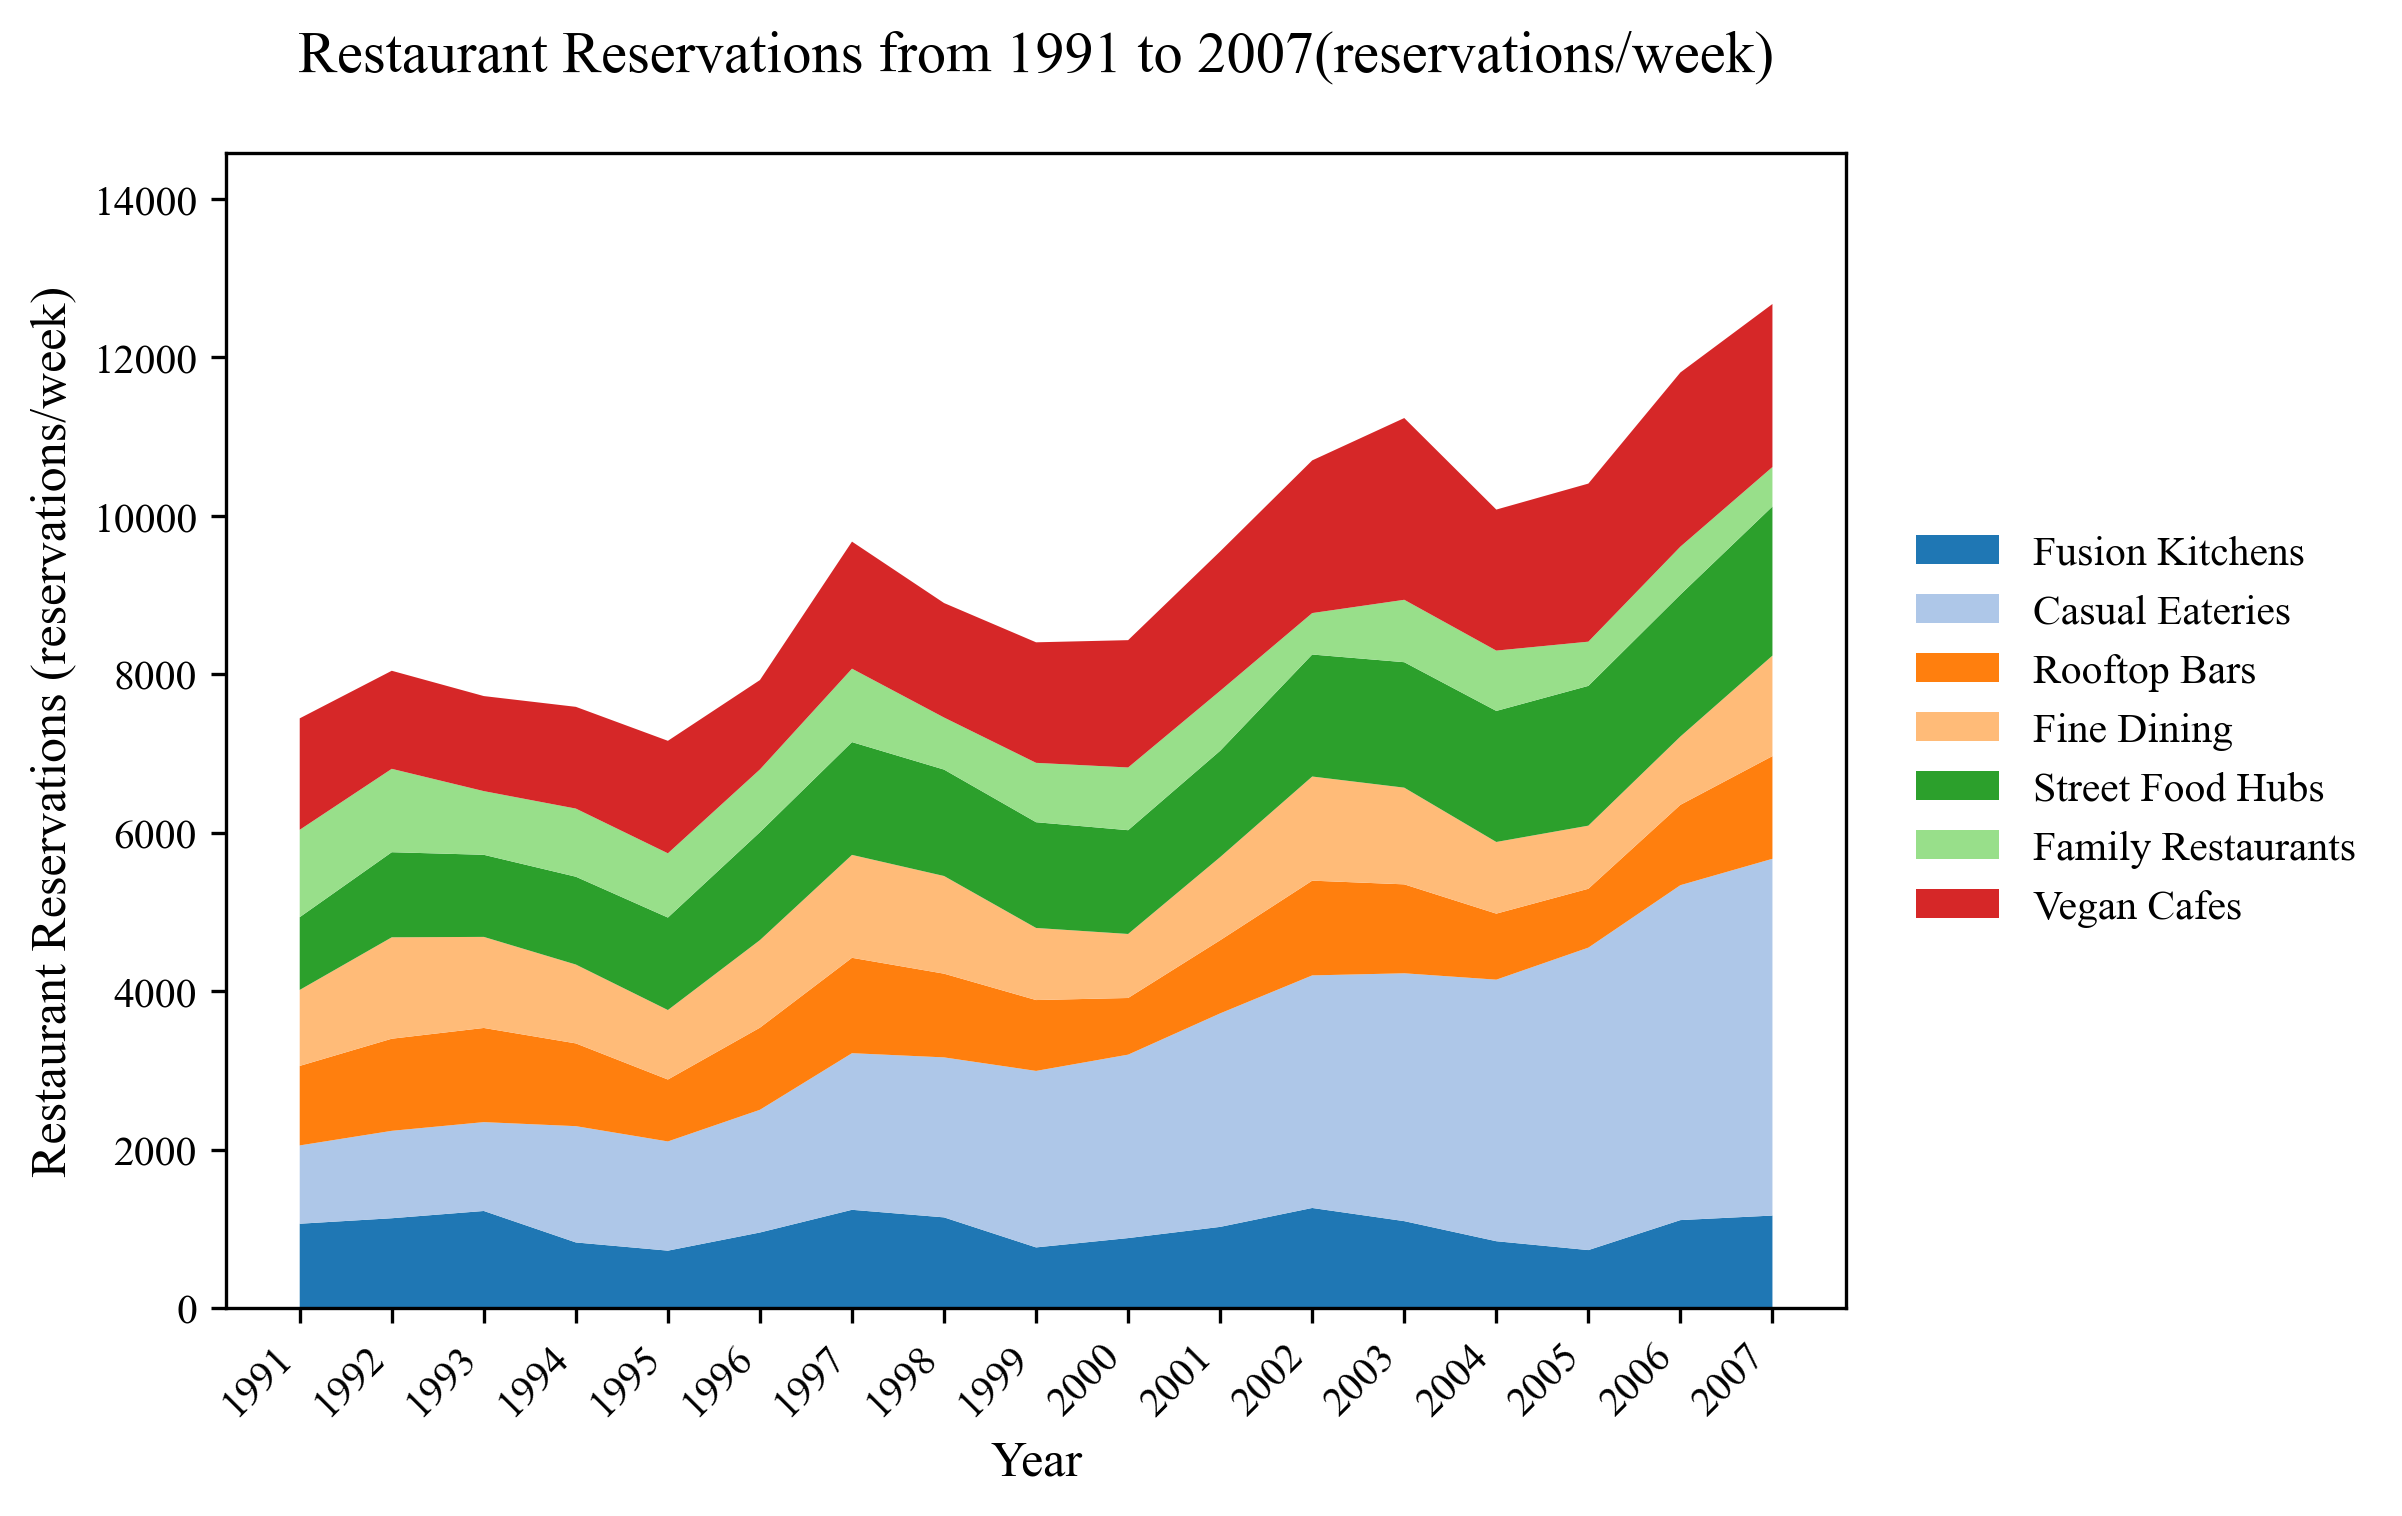 Restaurant Reservations from 1991 to 2007(reservations/week)
Restaurant Reservations (reservations/week)
14000
12000
10000
8000
6000
4000
2000
0
1991
1992
1993
1994
1995
1996
1997
1998
1999
2000
2001
2002
2003
2004
2005
2006
2007
Year
Fusion Kitchens
Casual Eateries
Rooftop Bars
Fine Dining
Street Food Hubs
Family Restaurants
Vegan Cafes